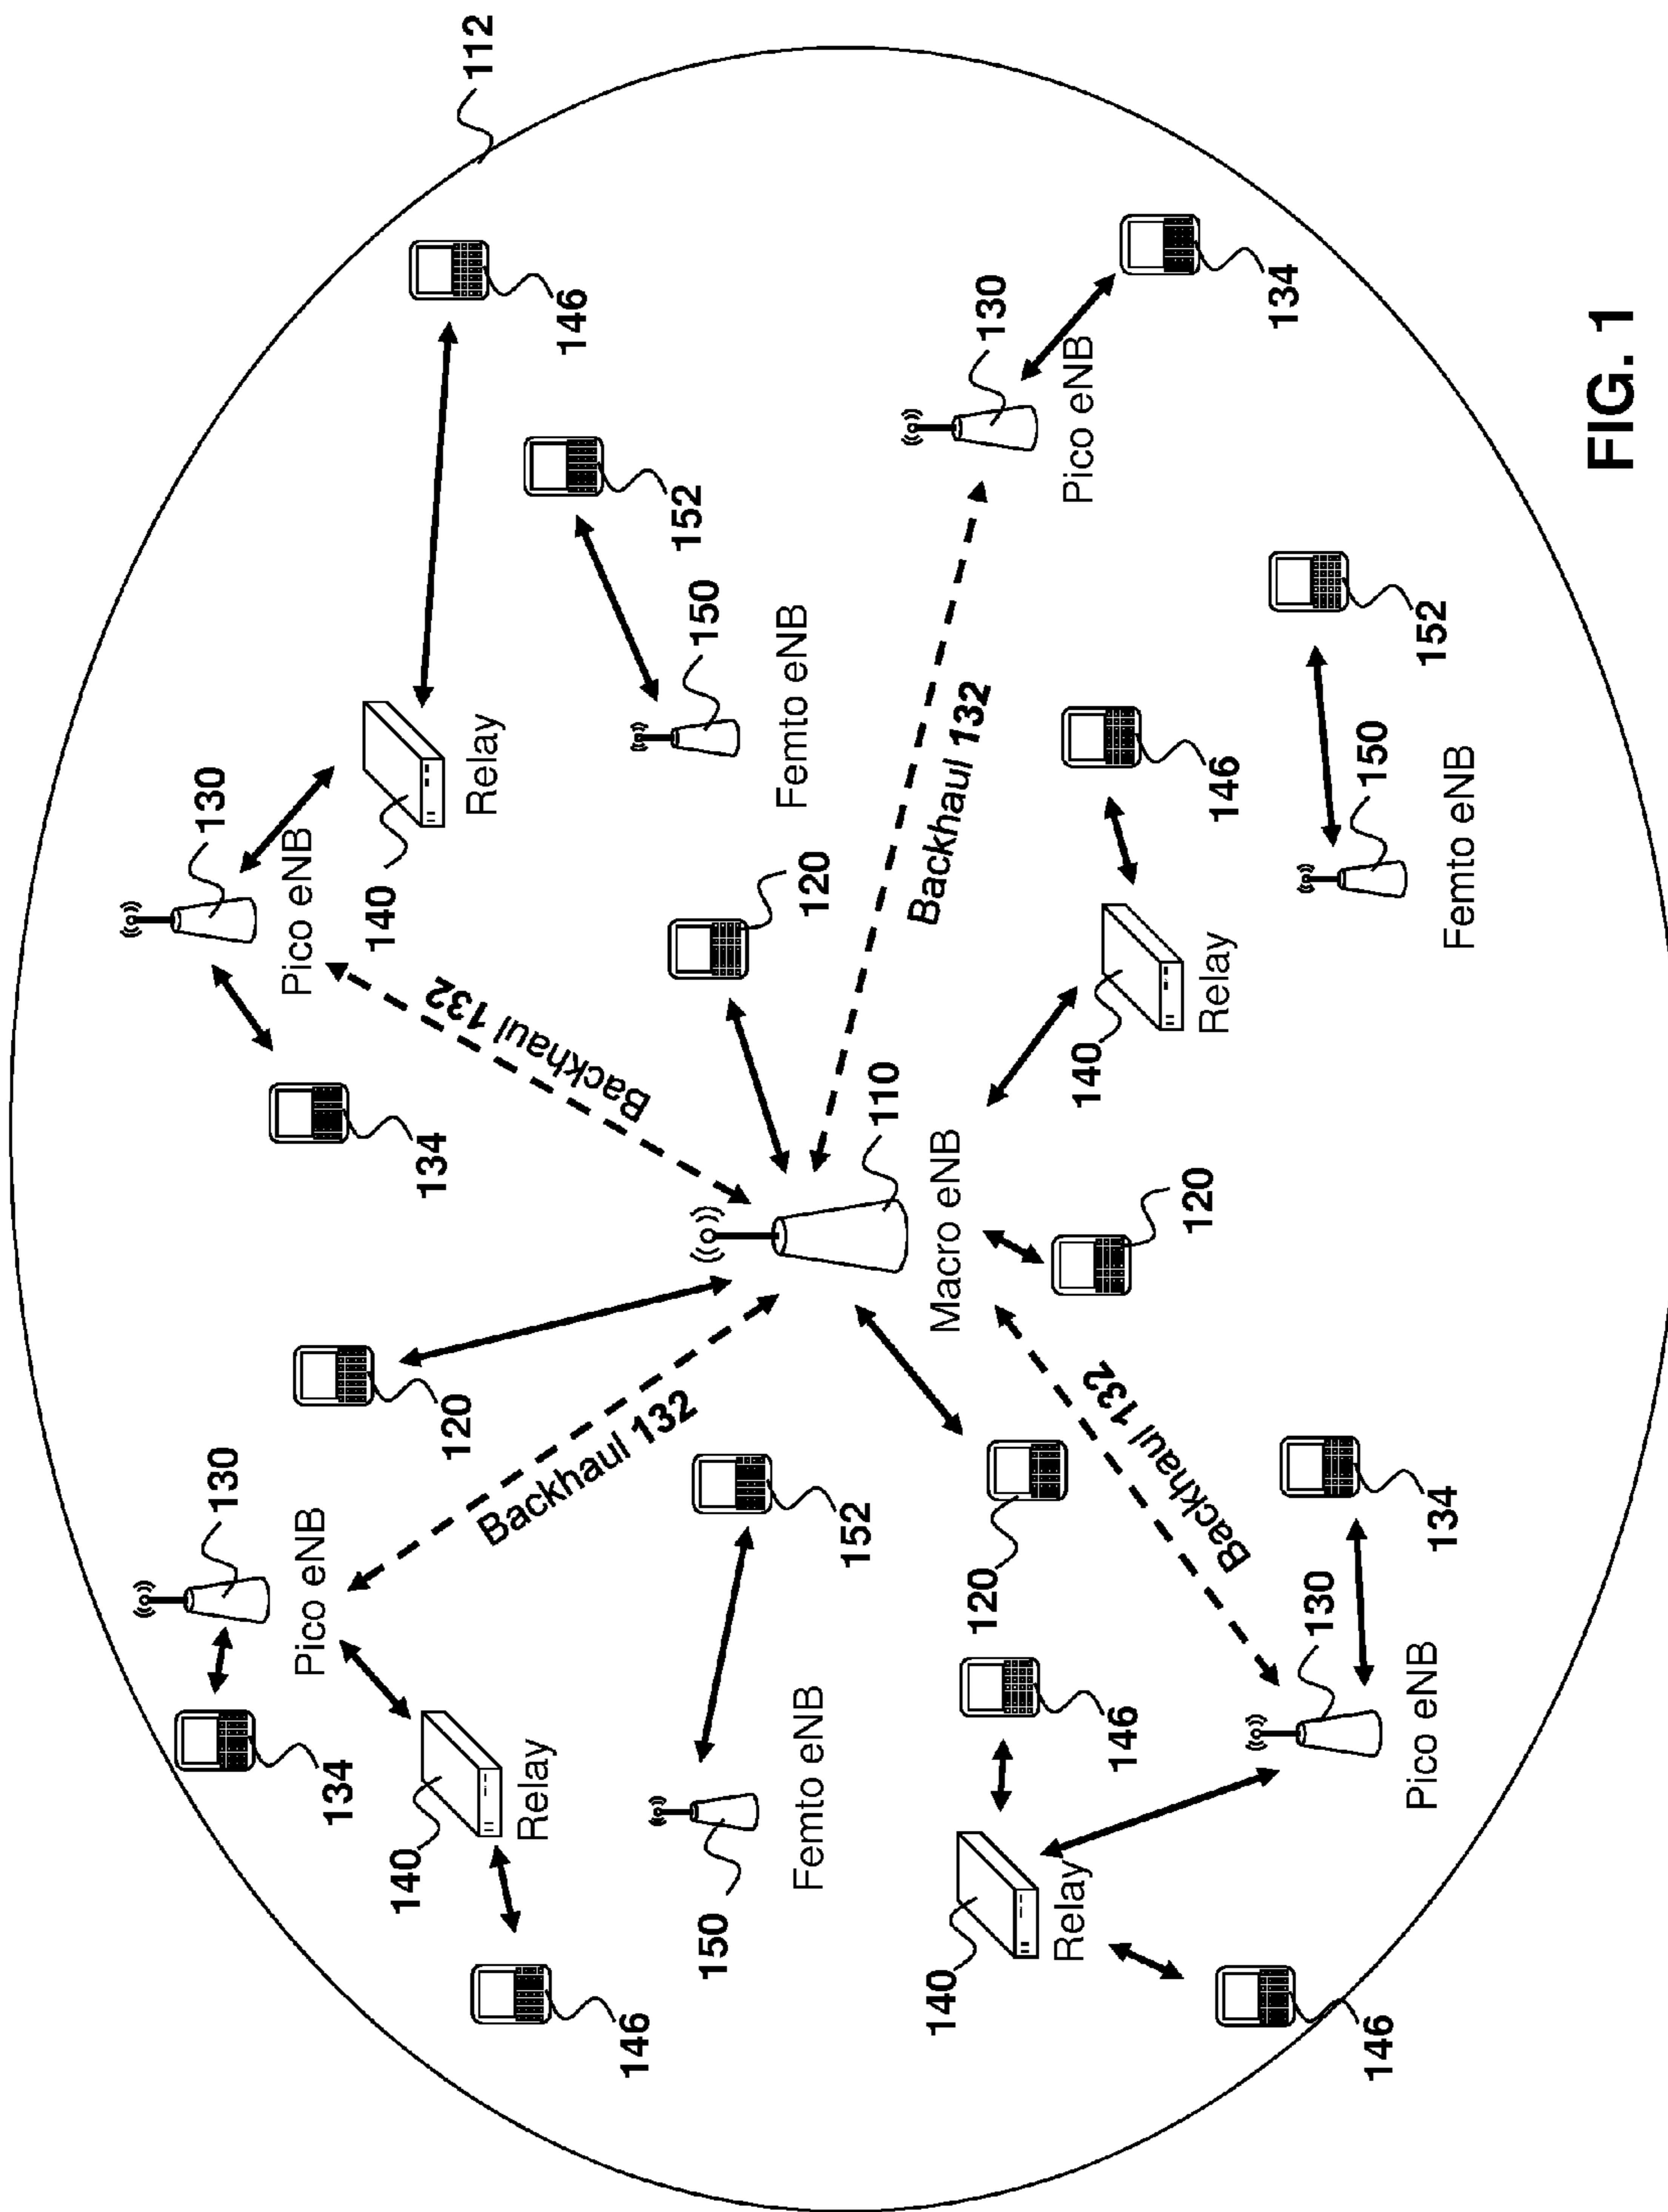 130
130
Pico eNB
Pico eNB
134
140
140
134
120
112
Relay
Relay
Backhaul 132
146
Backhaul 132
146
152
150
150
Femto eNB
Femto eNB
120
152
110
140
Macro eNB
Backhaul 132
120
130
Relay
Pico eNB
140
146
Backhaul 132
120
Relay
146
134
130
150
146
Pico eNB
152
134
Femto eNB
FIG. 1